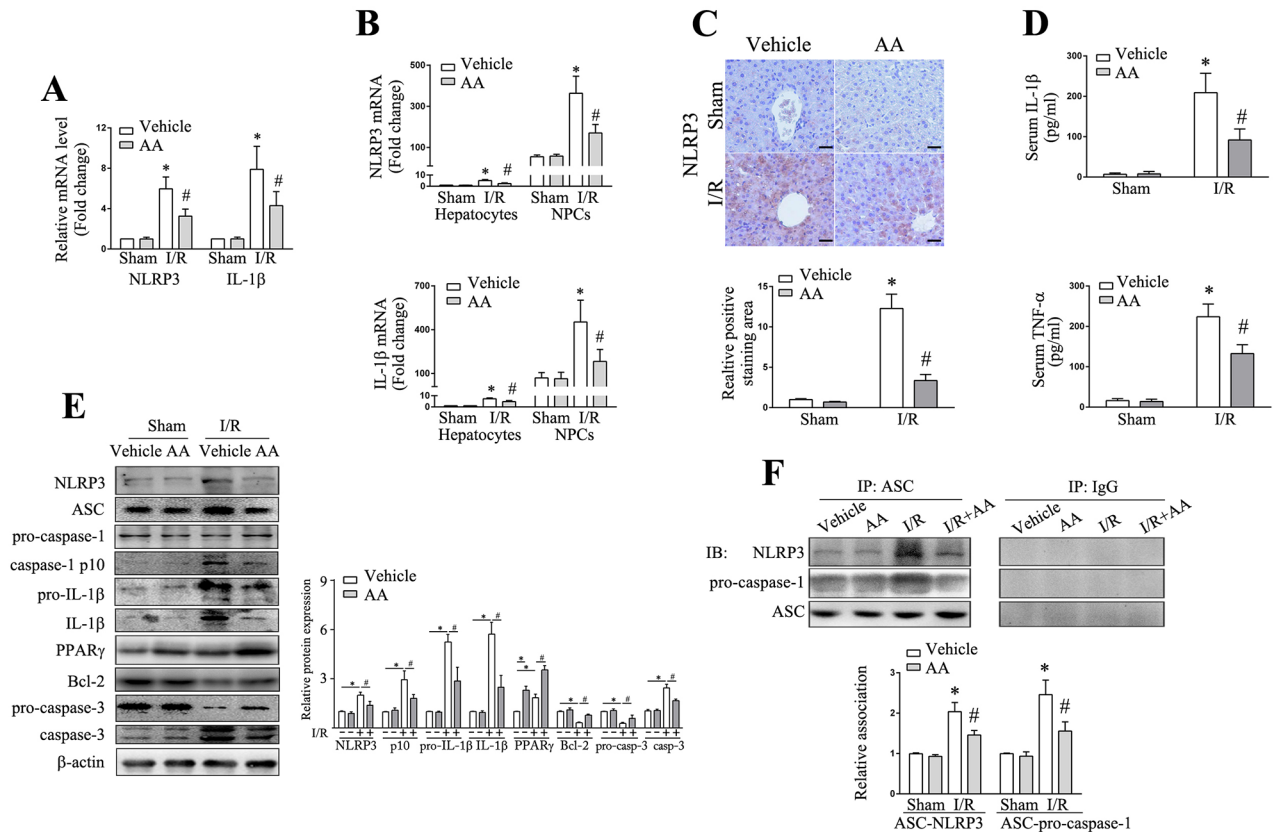 A
Relative mRNA level
(Fold change)
12
8
4
0
Vehicle
AA
*
#
*
#
Sham I/R Sham I/R
NLRP3 IL-1β
B
NLRP3 mRNA
(Fold change)
500
300
100
10
0
Vehicle
AA
*
#
*
#
Sham I/R Sham I/R
Hepatocytes NPCs
IL-1β mRNA
(Fold change)
700
400
100
10
0
Vehicle
AA
*
#
*
#
Sham I/R Sham I/R
Hepatocytes NPCs
C
Vehicle AA
NLRP3
Sham
I/R
Realtive positive
staining area
15
10
5
0
Vehicle
AA
*
#
Sham I/R
D
Serum IL-1β
(pg/ml)
300
200
100
0
Vehicle
AA
*
#
Sham I/R
Serum TNF-α
(pg/ml)
300
200
100
0
Vehicle
AA
*
#
Sham I/R
E
Sham I/R
Vehicle AA Vehicle AA
NLRP3
ASC
pro-caspase-1
caspase-1 p10
pro-IL-1β
IL-1β
PPARγ
Bcl-2
pro-caspase-3
caspase-3
β-actin
Relative protein expression
9
6
3
Vehicle
AA
* # * # * # * # * * # * # * # * #
I/R - - + + - - + + - - + + - - + + - - + + - - + + - - + + - - + +
NLRP3 p10 pro-IL-1β IL-1β PPARγ Bcl-2 pro-casp-3 casp-3
F
IP: ASC IP: IgG
Vehicle AA I/R I/R+AA Vehicle AA I/R I/R+AA
IB: NLRP3
pro-caspase-1
ASC
Relative association
3
2
1
0
Vehicle
AA
*
#
*
#
Sham I/R Sham I/R
ASC-NLRP3 ASC-pro-caspase-1